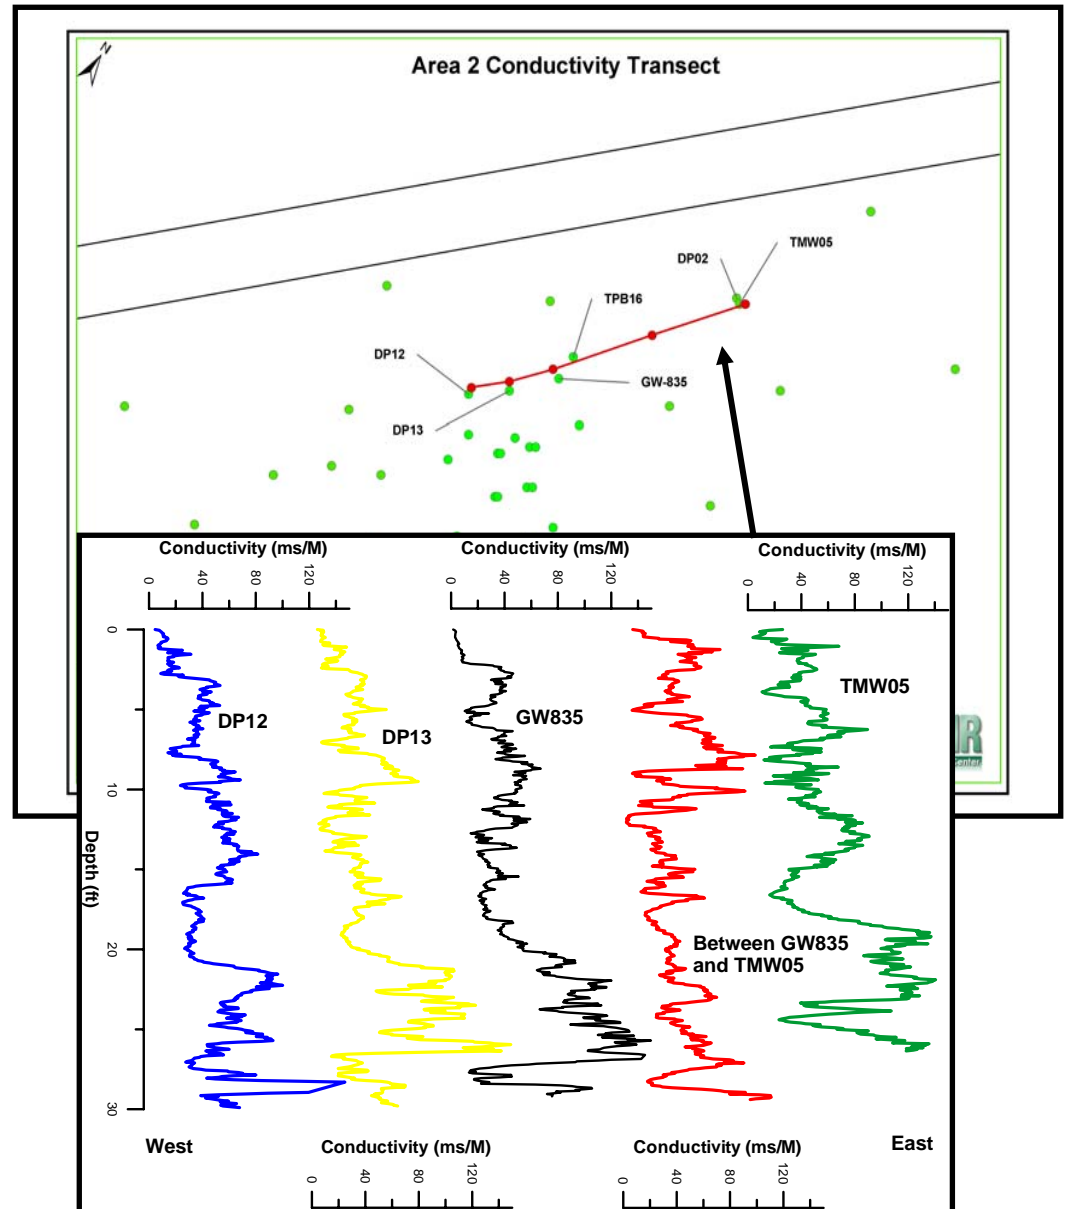 N
Area 2 Conductivity Transect
TMW05
DP02
TPB16
DP12
GW-835
DP13
Conductivity (ms/M)
Conductivity (ms/M)
Conductivity (ms/M)
0 40 80 120
0 40 80 120
0 40 80 120
0
10
20
30
Depth (ft)
DP12
DP13
GW835
TMW05
Between GW835
and TMW05
West
Conductivity (ms/M)
Conductivity (ms/M)
East
0 40 80 120
0 40 80 120